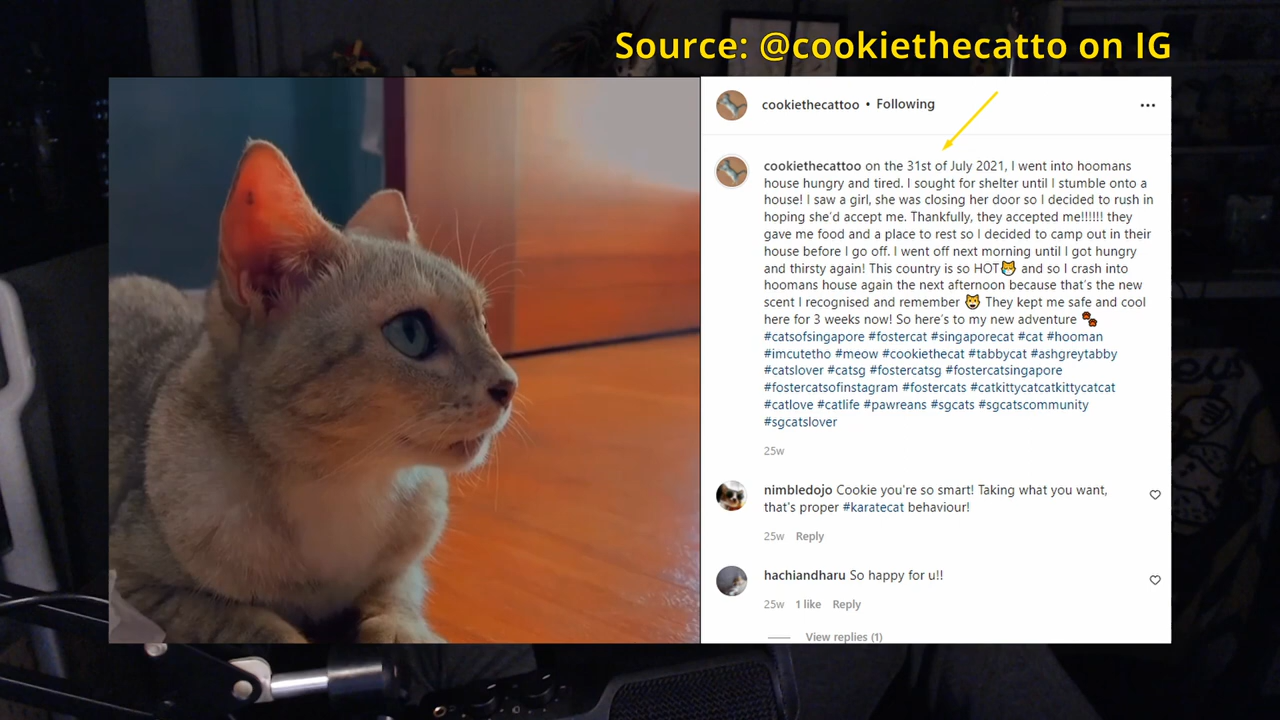 Source: @cookiethecatto on IG
cookiethecattoo • Following
cookiethecattoo on the 31st of July 2021, I went into hoomans
house hungry and tired. I sought for shelter until I stumble onto a
house! I saw a girl, she was closing her door so I decided to rush in
hoping she'd accept me. Thankfully, they accepted me!!!!!! they
gave me food and a place to rest so I decided to camp out in their
house before I go off. I went off next morning until I got hungry
and thirsty again! This country is so HOT😹 and so I crash into
hoomans house again the next afternoon because that's the new
scent I recognised and remember 😺 They kept me safe and cool
here for 3 weeks now! So here's to my new adventure 🐾
#catsofsingapore #fostercat #singaporecat #cat #hooman
#imcutetho #meow #cookiethecat #tabbycat #ashgreytabby
#catslover #catsg #fostercatsg #fostercatsingapore
#fostercatsofinstagram #fostercats #catkittycatcatkittycatcat
#catlove #catlife #pawreans #sgcats #sgcatscommunity
#sgcatslover
25w
nimbledojo Cookie you're so smart! Taking what you want,
that's proper #karatecat behaviour!
25w Reply
hachiandharu So happy for u!!
25w 1 like Reply
View replies (1)